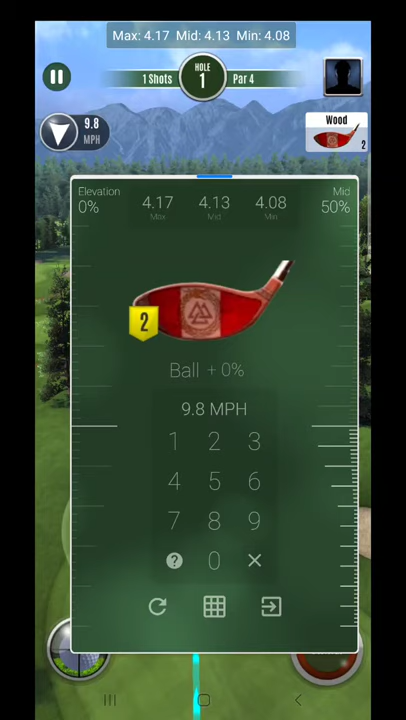 Max: 4.17 Mid: 4.13 Min: 4.08
HOLE
1
1 Shots
Par 4
9.8
MPH
Wood
2
Elevation
0%
4.17
Max
4.13
Mid
4.08
Min
Mid
50%
2
Ball + 0%
9.8 MPH
1 2 3
4 5 6
7 8 9
? 0 ×